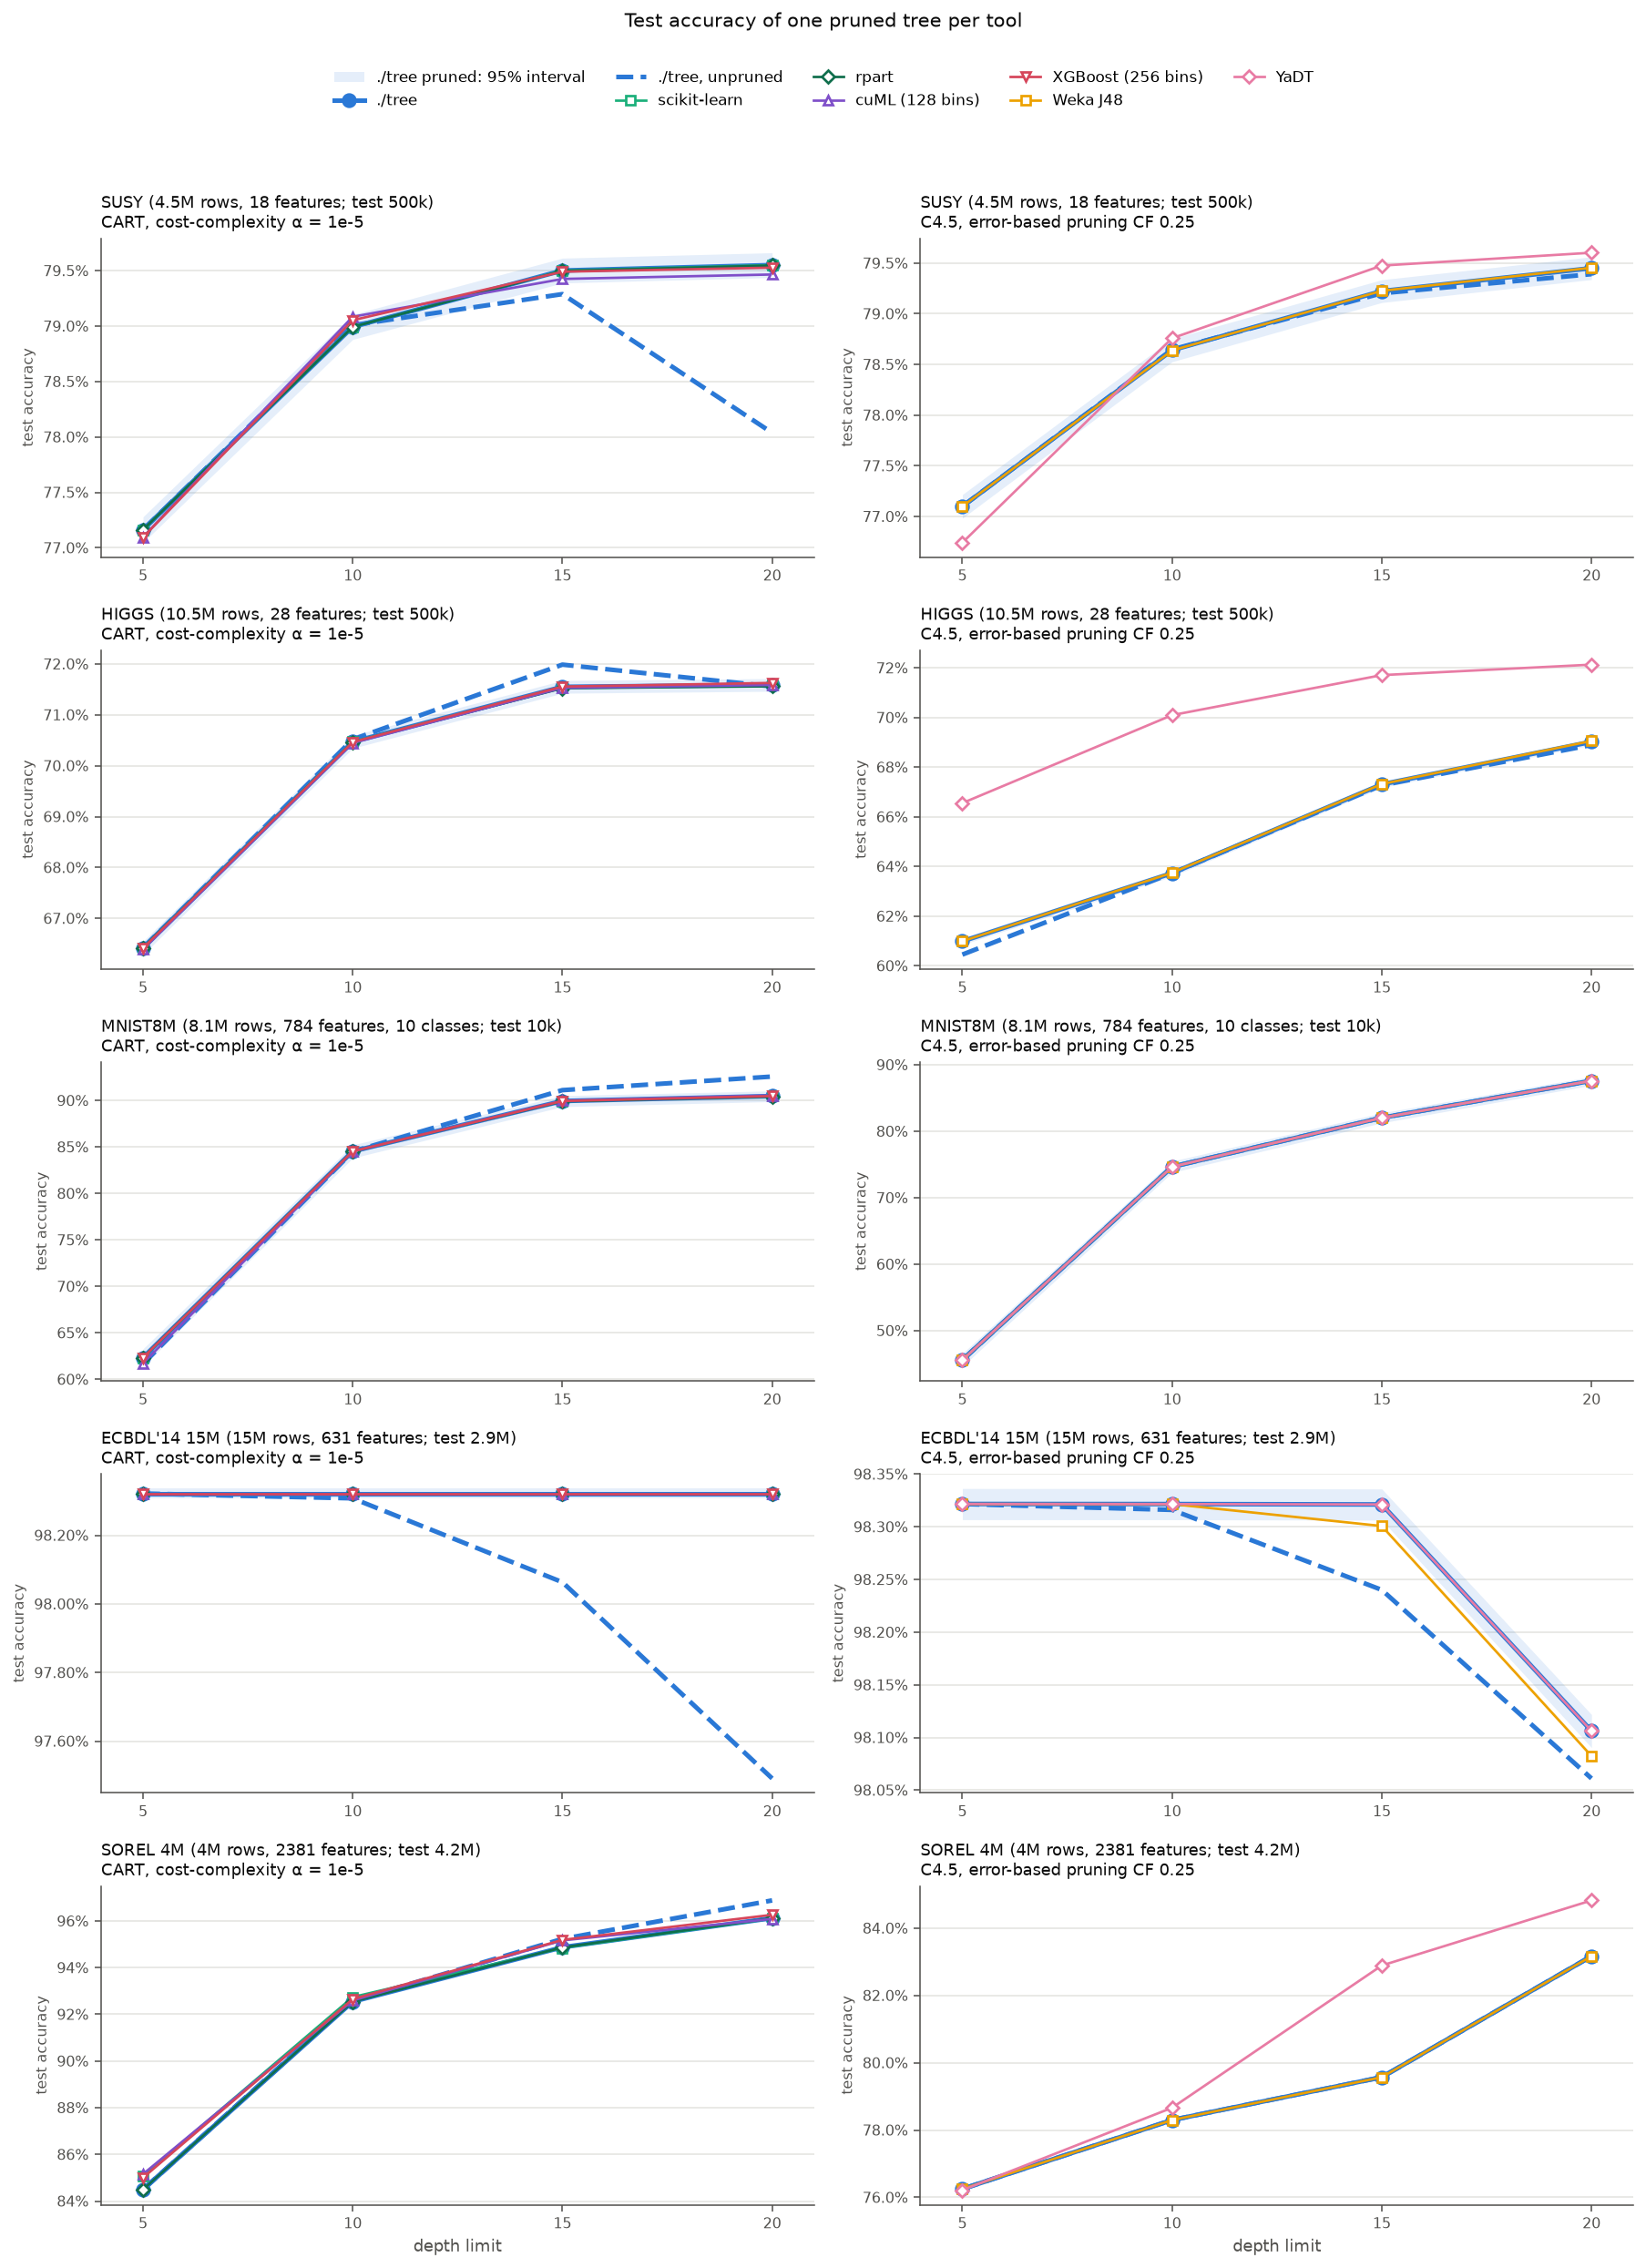 Test accuracy of one pruned tree per tool
./tree pruned: 95% interval
./tree
./tree, unpruned
scikit-learn
rpart
cuML (128 bins)
XGBoost (256 bins)
Weka J48
YaDT
SUSY (4.5M rows, 18 features; test 500k)
CART, cost-complexity α = 1e-5
79.5%
79.0%
78.5%
78.0%
77.5%
77.0%
test accuracy
5 10 15 20
SUSY (4.5M rows, 18 features; test 500k)
C4.5, error-based pruning CF 0.25
79.5%
79.0%
78.5%
78.0%
77.5%
77.0%
test accuracy
5 10 15 20
HIGGS (10.5M rows, 28 features; test 500k)
CART, cost-complexity α = 1e-5
72.0%
71.0%
70.0%
69.0%
68.0%
67.0%
test accuracy
5 10 15 20
HIGGS (10.5M rows, 28 features; test 500k)
C4.5, error-based pruning CF 0.25
72%
70%
68%
66%
64%
62%
60%
test accuracy
5 10 15 20
MNIST8M (8.1M rows, 784 features, 10 classes; test 10k)
CART, cost-complexity α = 1e-5
90%
85%
80%
75%
70%
65%
60%
test accuracy
5 10 15 20
MNIST8M (8.1M rows, 784 features, 10 classes; test 10k)
C4.5, error-based pruning CF 0.25
90%
80%
70%
60%
50%
test accuracy
5 10 15 20
ECBDL'14 15M (15M rows, 631 features; test 2.9M)
CART, cost-complexity α = 1e-5
98.20%
98.00%
97.80%
97.60%
test accuracy
5 10 15 20
ECBDL'14 15M (15M rows, 631 features; test 2.9M)
C4.5, error-based pruning CF 0.25
98.35%
98.30%
98.25%
98.20%
98.15%
98.10%
98.05%
test accuracy
5 10 15 20
SOREL 4M (4M rows, 2381 features; test 4.2M)
CART, cost-complexity α = 1e-5
96%
94%
92%
90%
88%
86%
84%
test accuracy
5 10 15 20
depth limit
SOREL 4M (4M rows, 2381 features; test 4.2M)
C4.5, error-based pruning CF 0.25
84.0%
82.0%
80.0%
78.0%
76.0%
test accuracy
5 10 15 20
depth limit